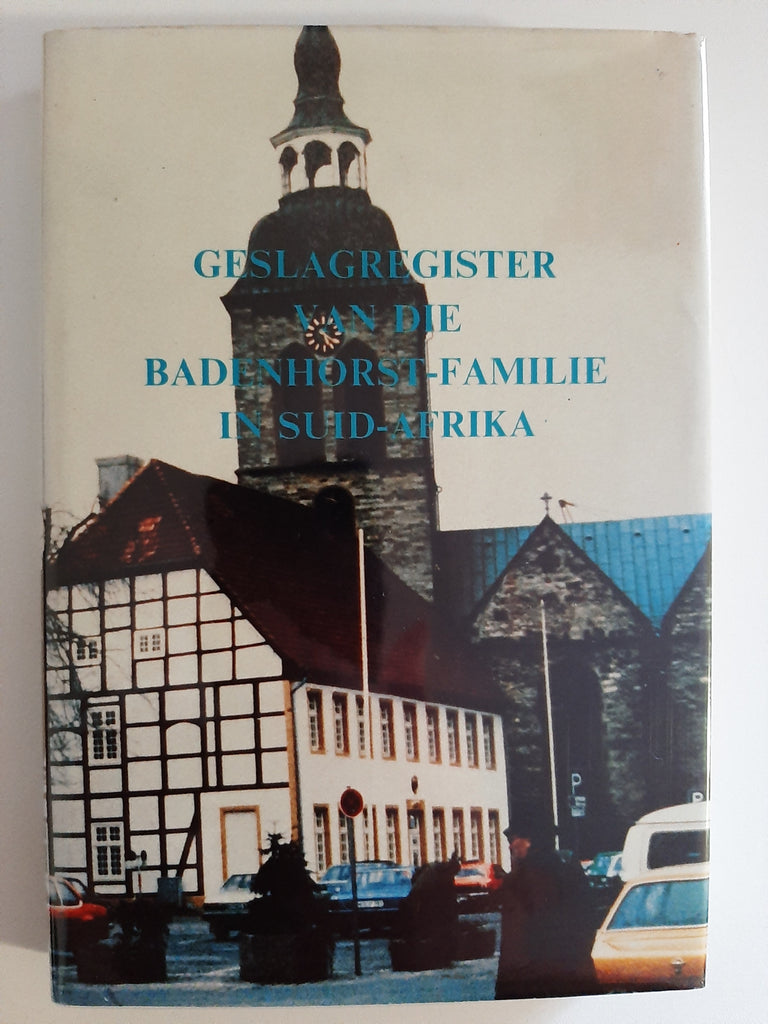 GESLAGREGISTER
VAN DIE
BADENHORST-FAMILIE
IN SUID-AFRIKA
P
P